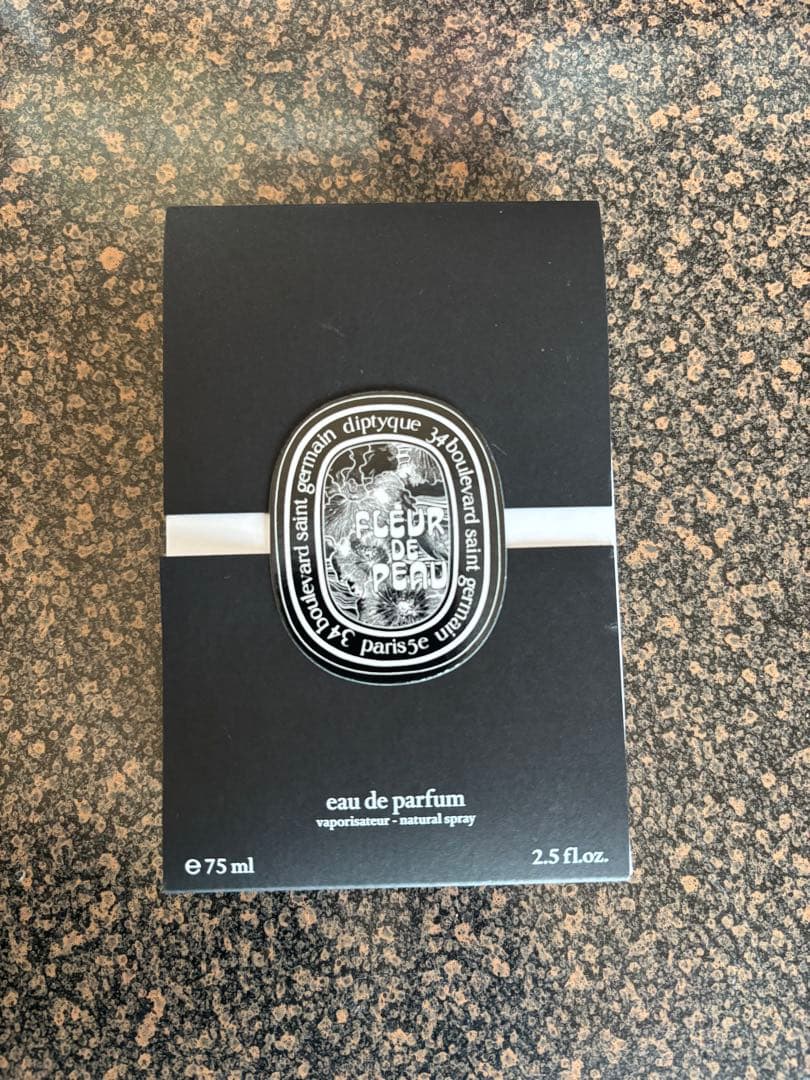 diptyque 34 boulevard saint germain paris 5e 34 boulevard saint germain
FLEUR
DE
PEAU
eau de parfum
vaporisateur - natural spray
℮ 75 ml
2.5 fl.oz.